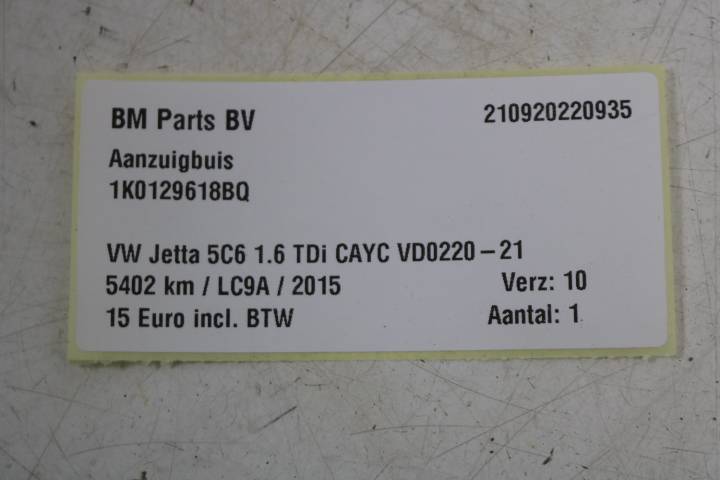 BM Parts BV 210920220935
Aanzuigbuis
1K0129618BQ
VW Jetta 5C6 1.6 TDi CAYC VD0220-21
5402 km / LC9A / 2015 Verz: 10
15 Euro incl. BTW Aantal: 1